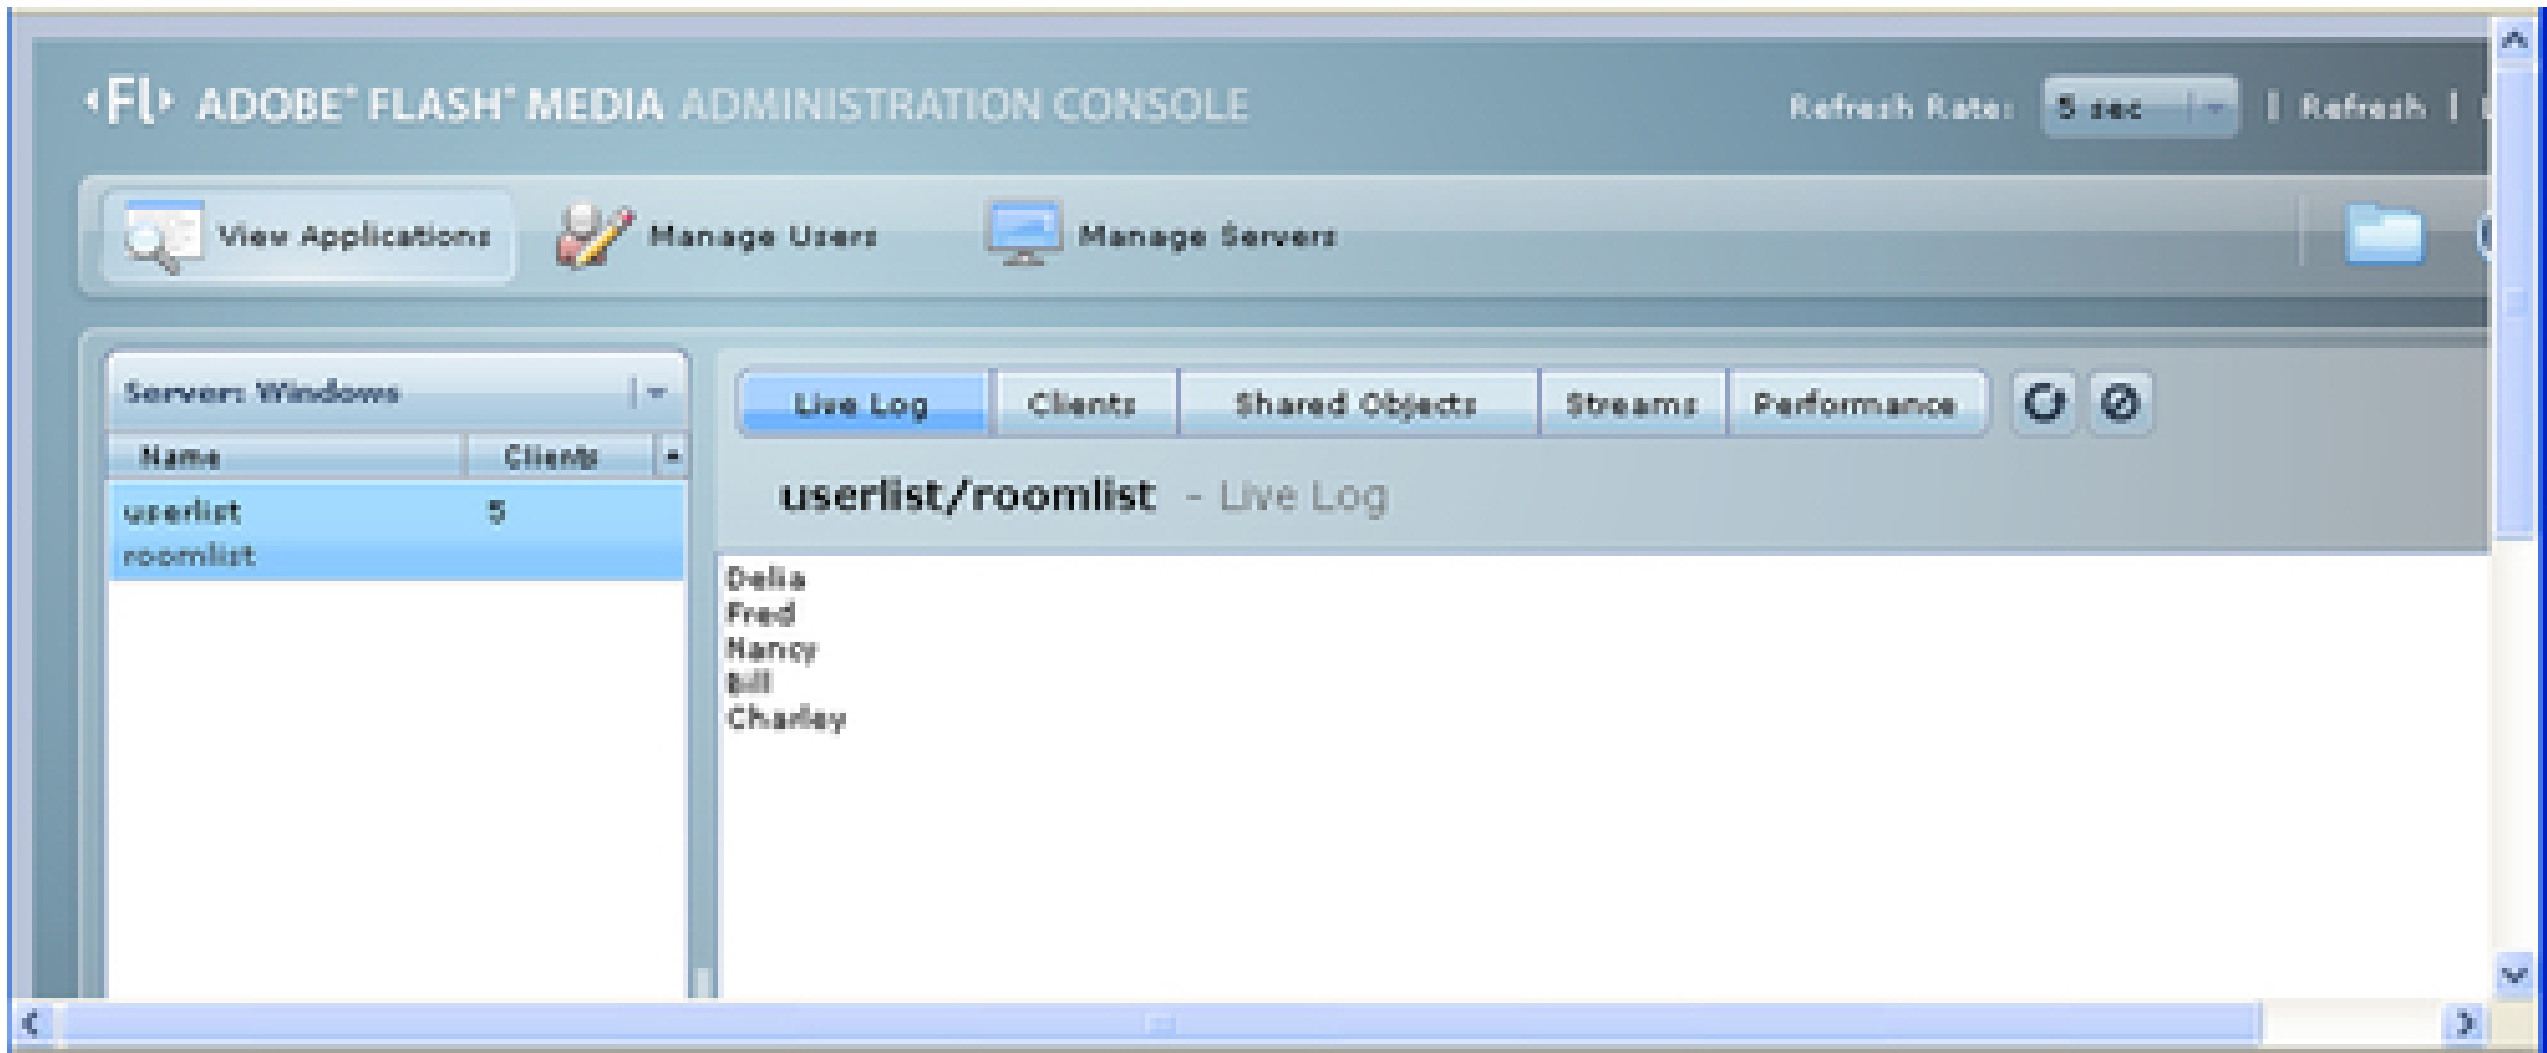 Fl ADOBE® FLASH® MEDIA ADMINISTRATION CONSOLE
Refresh Rate: 5 sec | Refresh |
View Applications Manage Users Manage Servers
Server: Windows
Name Clients
userlist 5
roomlist
Live Log Clients Shared Objects Streams Performance
userlist/roomlist - Live Log
Delia
Fred
Nancy
Bill
Charley